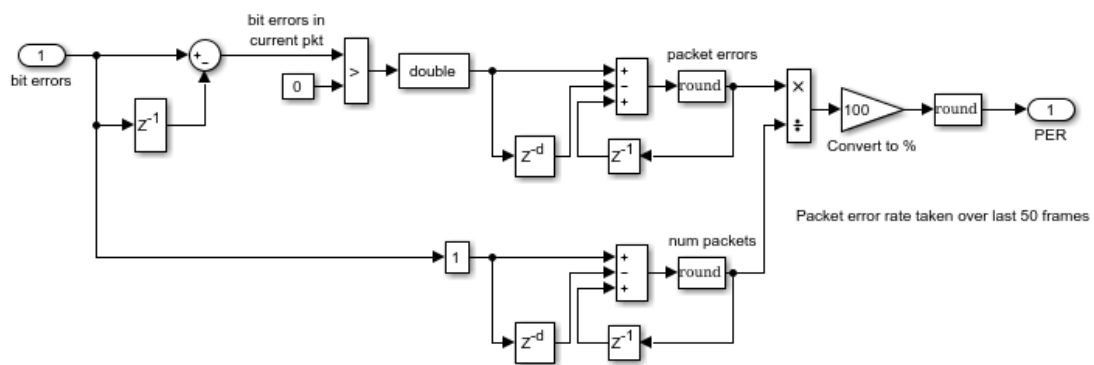 1
bit errors
+
-
Z-1
bit errors in
current pkt
0
>
double
+
-
+
Z-d
packet errors
round
Z-1
×
÷
100
Convert to %
round
1
PER
Packet error rate taken over last 50 frames
1
+
-
+
Z-d
num packets
round
Z-1